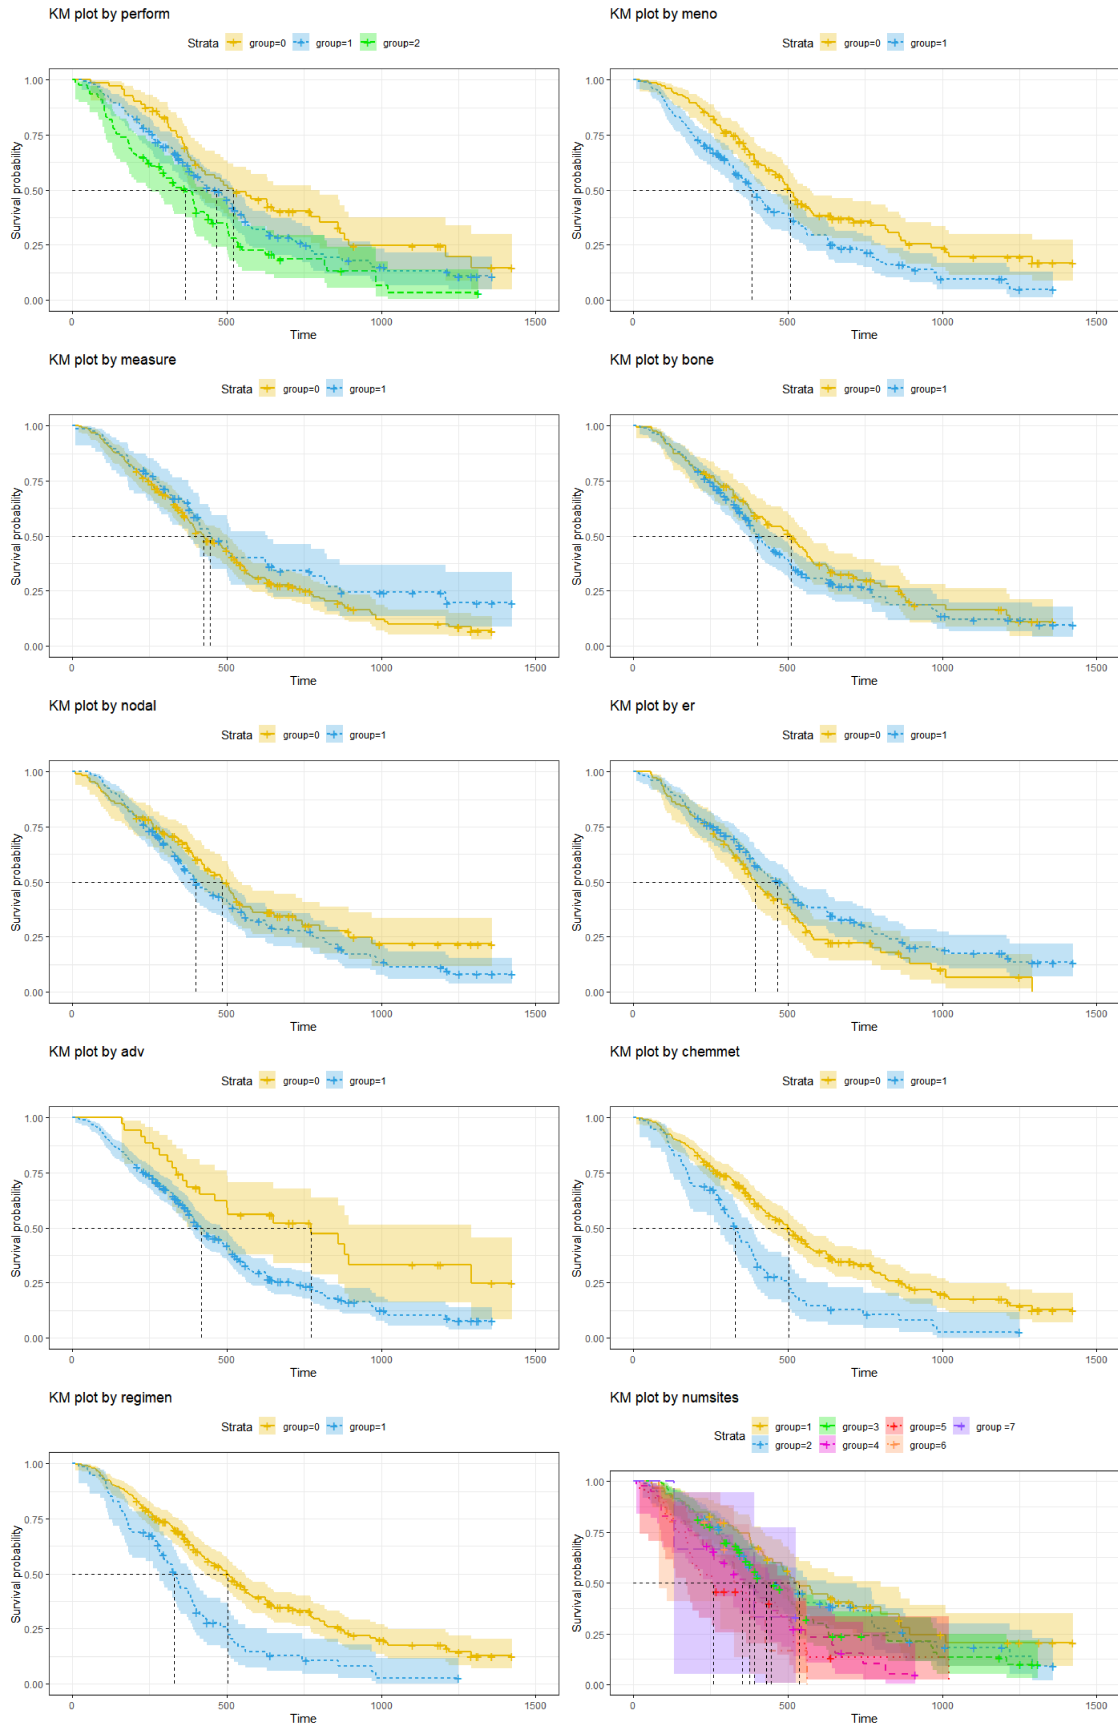 KM plot by perform
Strata group=0 group=1 group=2
1.00
0.75
0.50
0.25
0.00
Survival probability
0 500 1000 1500
Time
KM plot by meno
Strata group=0 group=1
1.00
0.75
0.50
0.25
0.00
Survival probability
0 500 1000 1500
Time
KM plot by measure
Strata group=0 group=1
1.00
0.75
0.50
0.25
0.00
Survival probability
0 500 1000 1500
Time
KM plot by bone
Strata group=0 group=1
1.00
0.75
0.50
0.25
0.00
Survival probability
0 500 1000 1500
Time
KM plot by nodal
Strata group=0 group=1
1.00
0.75
0.50
0.25
0.00
Survival probability
0 500 1000 1500
Time
KM plot by er
Strata group=0 group=1
1.00
0.75
0.50
0.25
0.00
Survival probability
0 500 1000 1500
Time
KM plot by adv
Strata group=0 group=1
1.00
0.75
0.50
0.25
0.00
Survival probability
0 500 1000 1500
Time
KM plot by chemmet
Strata group=0 group=1
1.00
0.75
0.50
0.25
0.00
Survival probability
0 500 1000 1500
Time
KM plot by regimen
Strata group=0 group=1
1.00
0.75
0.50
0.25
0.00
Survival probability
0 500 1000 1500
Time
KM plot by numsites
Strata group=1 group=3 group=5 group =7
group=2 group=4 group=6
1.00
0.75
0.50
0.25
0.00
Survival probability
0 500 1000 1500
Time